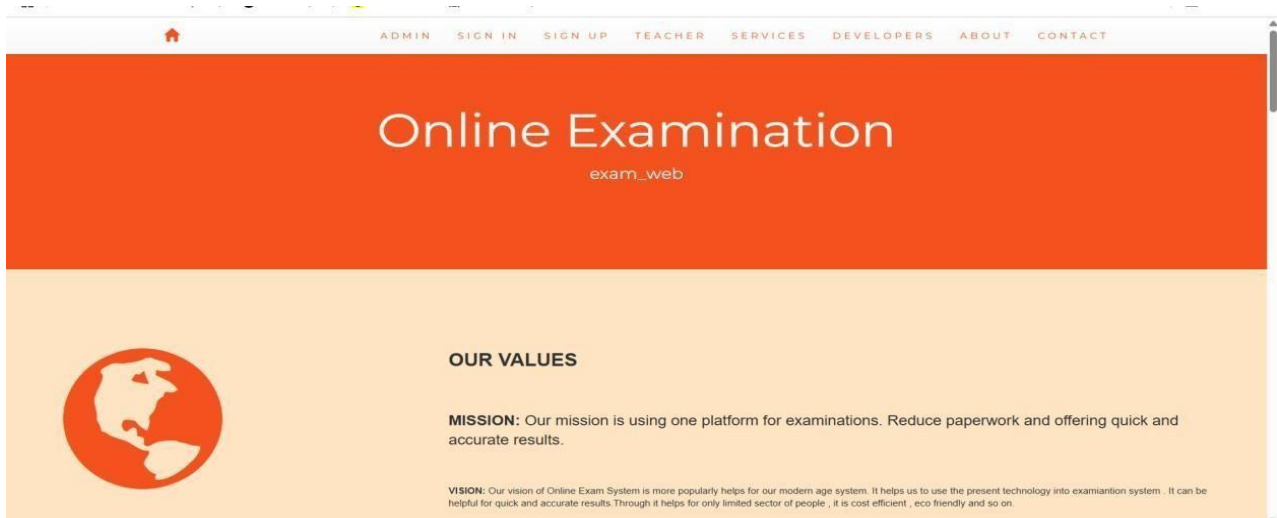 ADMIN SIGN IN SIGN UP TEACHER SERVICES DEVELOPERS ABOUT CONTACT
Online Examination
exam_web
OUR VALUES
MISSION: Our mission is using one platform for examinations. Reduce paperwork and offering quick and
accurate results.
VISION: Our vision of Online Exam System is more popularly helps for our modern age system. It helps us to use the present technology into examiantion system . It can be
helpful for quick and accurate results.Through it helps for only limited sector of people , it is cost efficient , eco friendly and so on.